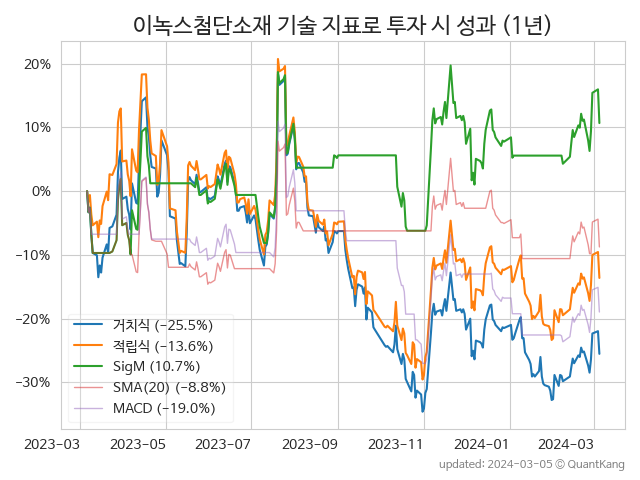 이녹스첨단소재 기술 지표로 투자 시 성과 (1년)
20%
10%
0%
−10%
−20%
−30%
거치식 (−25.5%)
적립식 (−13.6%)
SigM (10.7%)
SMA(20) (−8.8%)
MACD (−19.0%)
2023−03 2023−05 2023−07 2023−09 2023−11 2024−01 2024−03
updated: 2024−03−05 ⓒ QuantKang